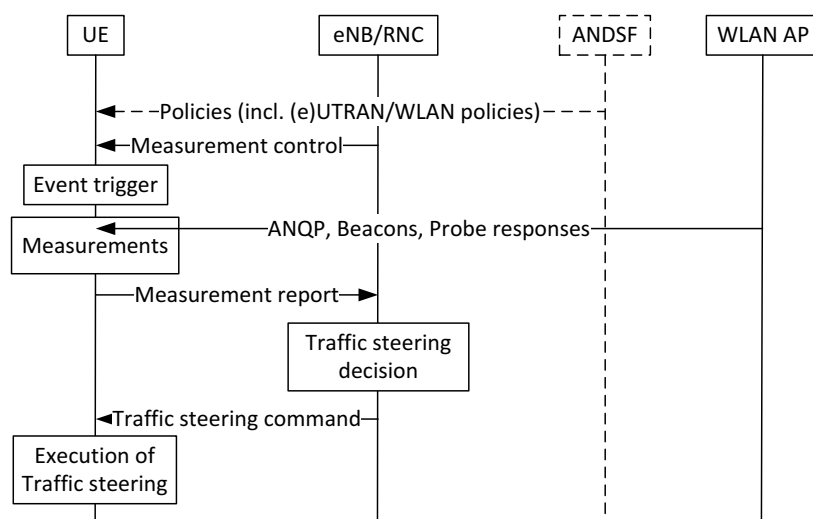 UE
eNB/RNC
ANDSF
WLAN AP
Policies (incl. (e)UTRAN/WLAN policies)
Measurement control
Event trigger
ANQP, Beacons, Probe responses
Measurements
Measurement report
Traffic steering
decision
Traffic steering command
Execution of
Traffic steering